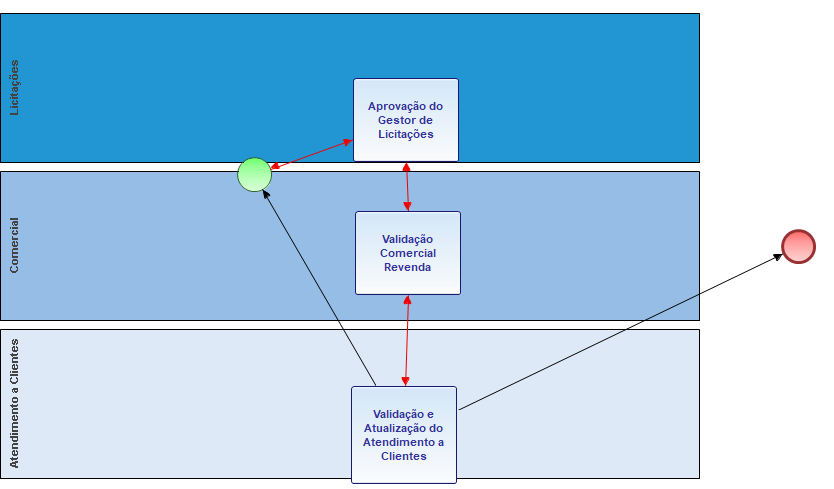 Licitações
Aprovação do
Gestor de
Licitações
Comercial
Validação
Comercial
Revenda
Atendimento a Clientes
Validação e
Atualização do
Atendimento a
Clientes